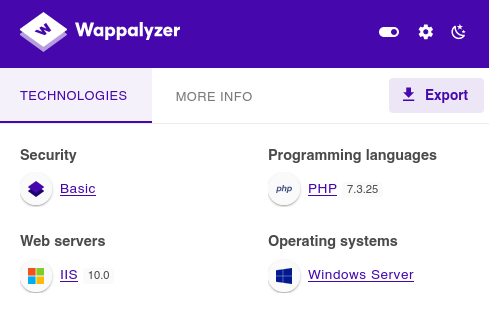 Wappalyzer
TECHNOLOGIES
MORE INFO
Export
Security
Basic
Programming languages
php
PHP 7.3.25
Web servers
IIS 10.0
Operating systems
Windows Server